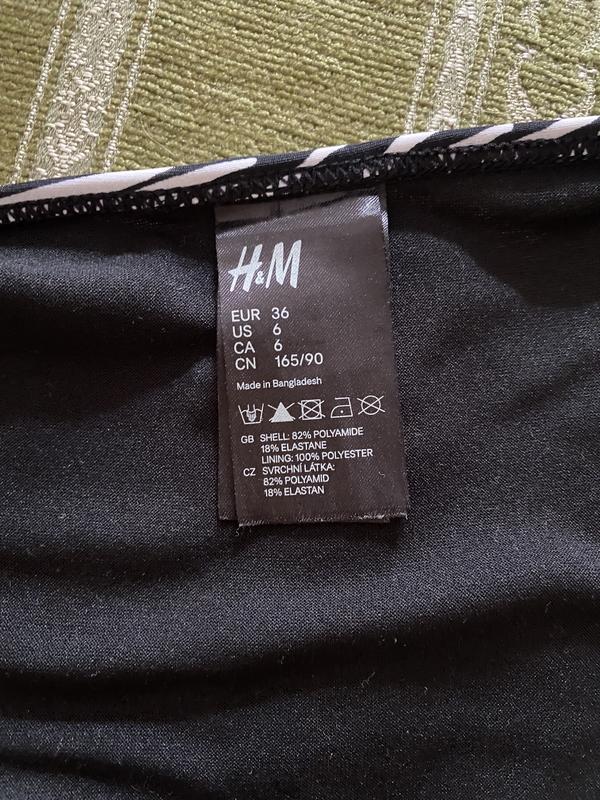 H&M
EUR 36
US 6
CA 6
CN 165/90
Made in Bangladesh
GB SHELL: 82% POLYAMIDE
18% ELASTANE
LINING: 100% POLYESTER
CZ SVRCHNÍ LÁTKA:
82% POLYAMID
18% ELASTAN